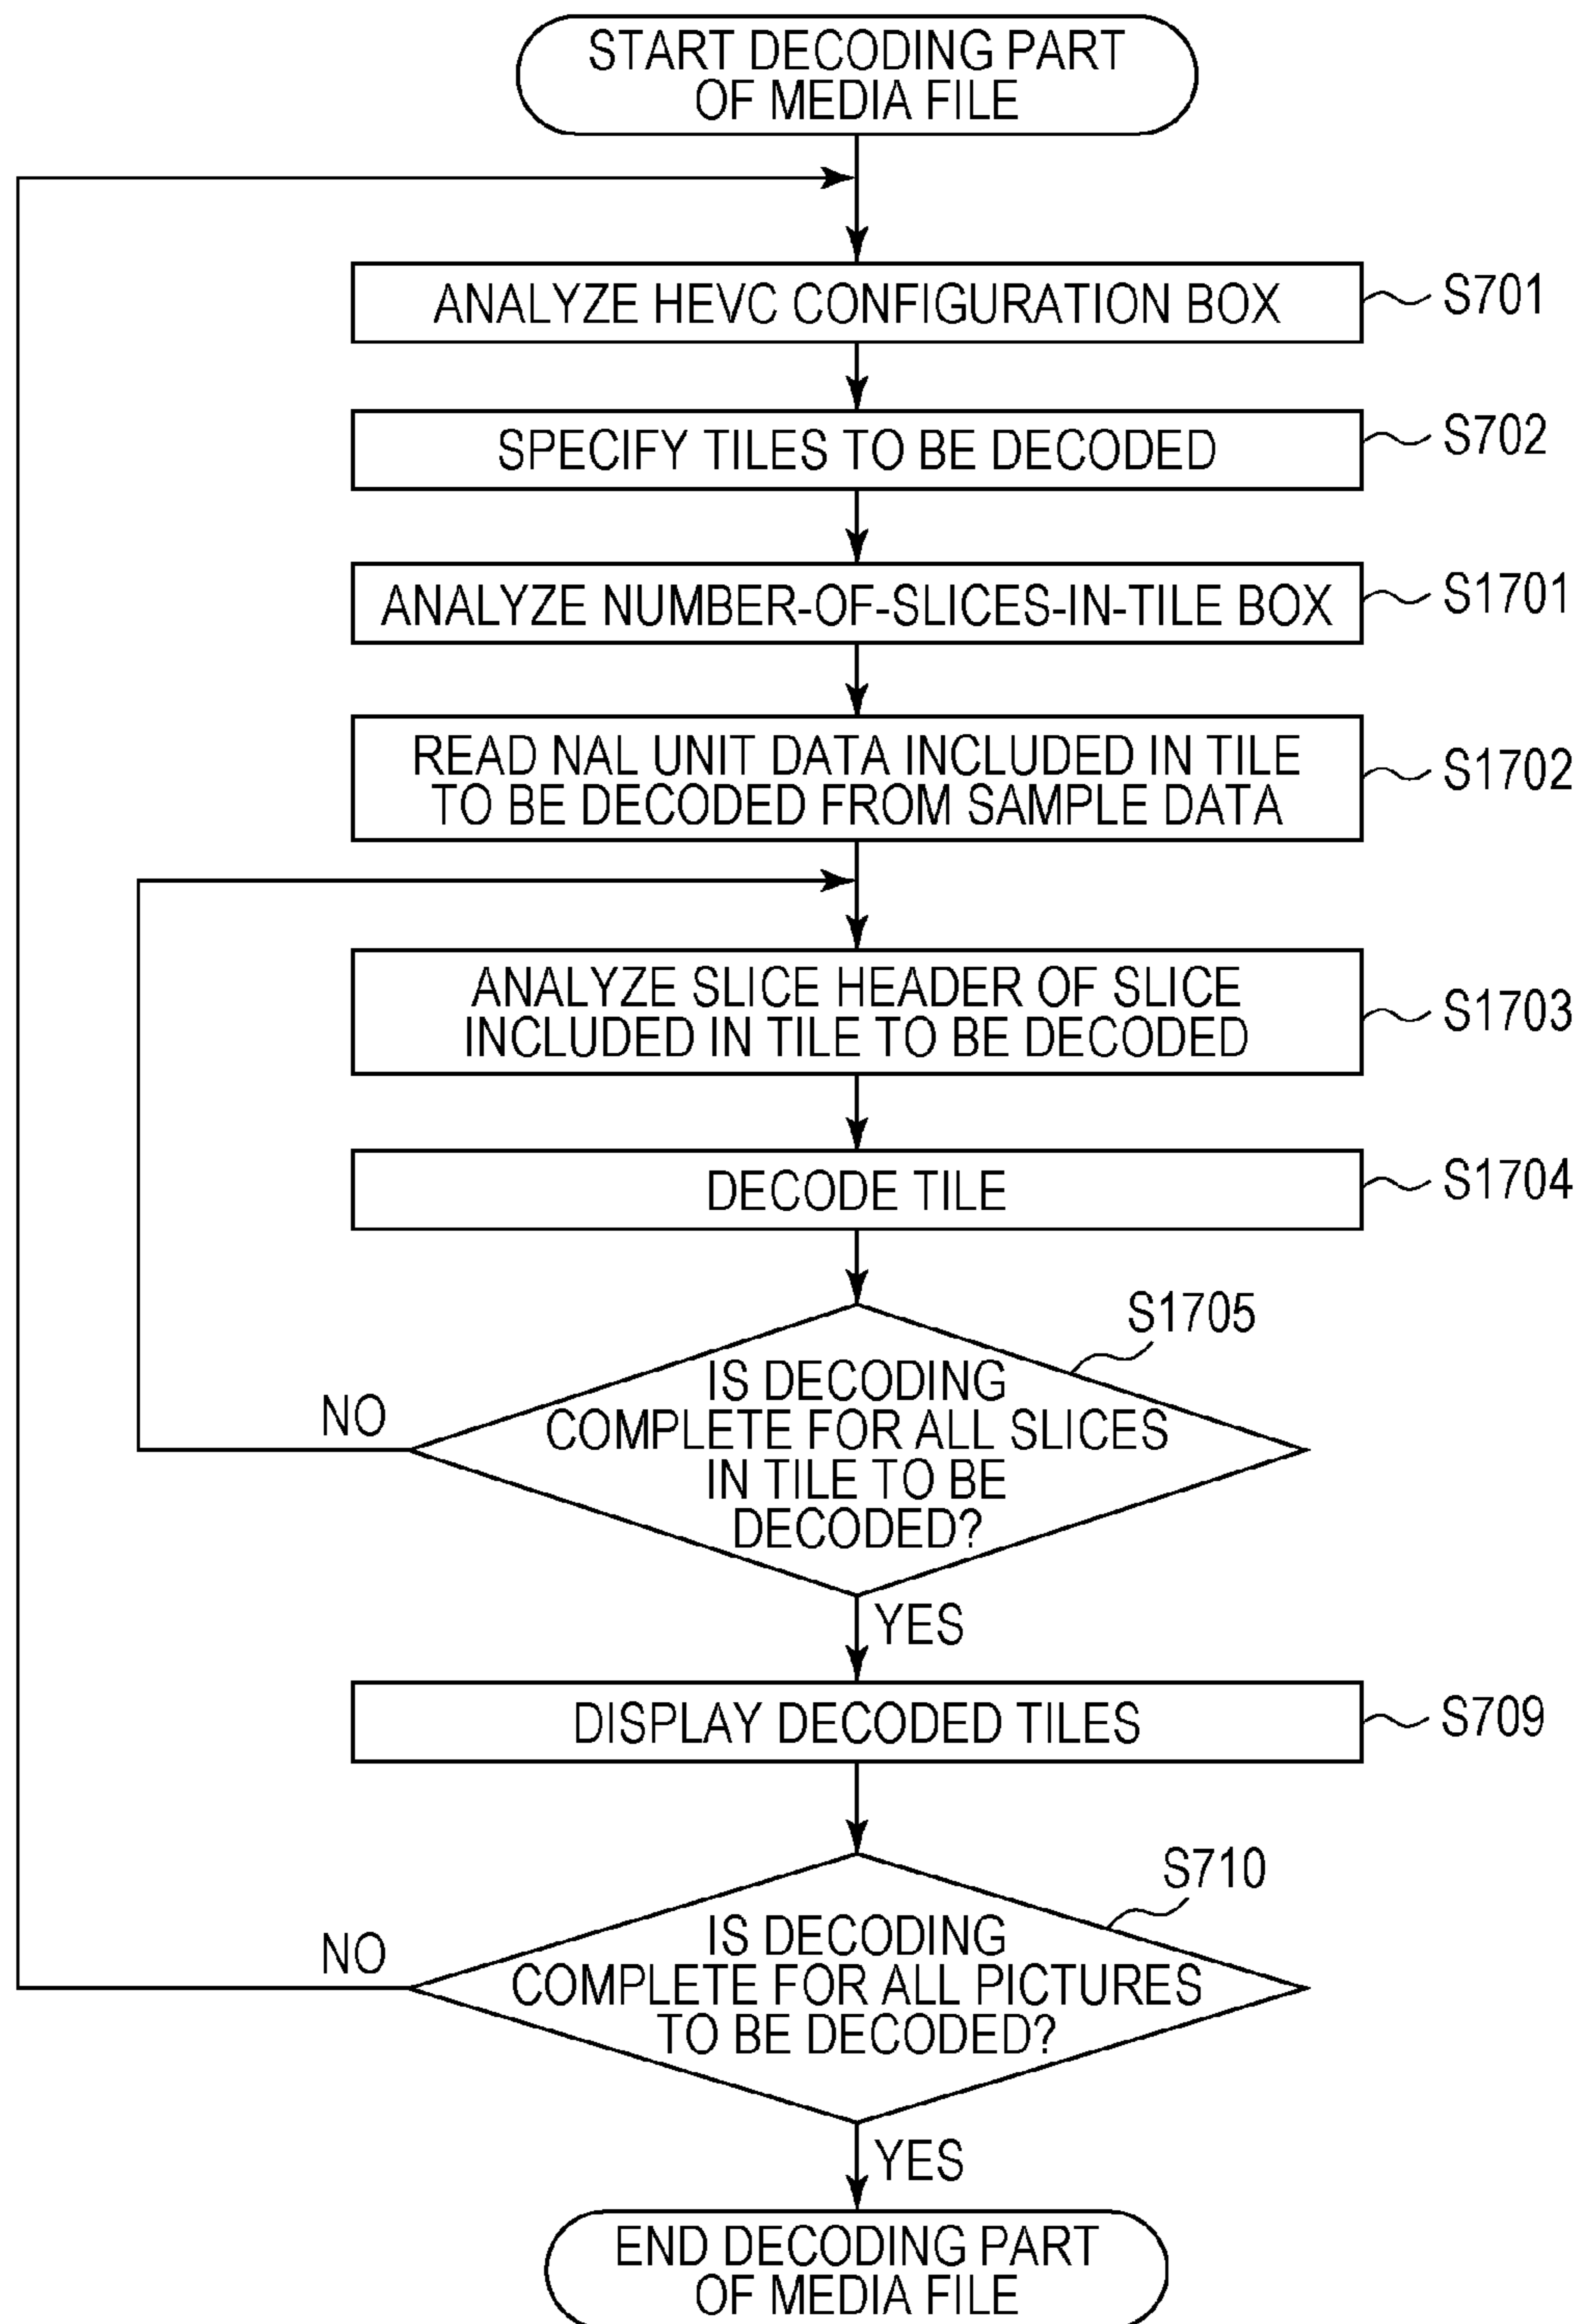 START DECODING PART
OF MEDIA FILE
ANALYZE HEVC CONFIGURATION BOX
S701
SPECIFY TILES TO BE DECODED
S702
ANALYZE NUMBER-OF-SLICES-IN-TILE BOX
S1701
READ NAL UNIT DATA INCLUDED IN TILE
TO BE DECODED FROM SAMPLE DATA
S1702
ANALYZE SLICE HEADER OF SLICE
INCLUDED IN TILE TO BE DECODED
S1703
DECODE TILE
S1704
S1705
IS DECODING
COMPLETE FOR ALL SLICES
IN TILE TO BE
DECODED?
NO
YES
DISPLAY DECODED TILES
S709
S710
IS DECODING
COMPLETE FOR ALL PICTURES
TO BE DECODED?
NO
YES
END DECODING PART
OF MEDIA FILE